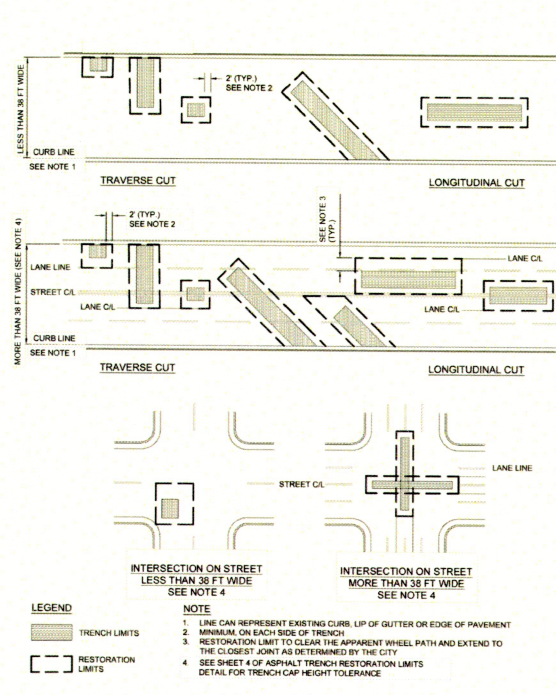 LESS THAN 38 FT WIDE
2' (TYP.)
SEE NOTE 2
CURB LINE
SEE NOTE 1
TRAVERSE CUT
LONGITUDINAL CUT
MORE THAN 38 FT WIDE (SEE NOTE 4)
2' (TYP.)
SEE NOTE 2
SEE NOTE 3
(TYP.)
LANE C/L
LANE LINE
STREET C/L
LANE C/L
LANE C/L
CURB LINE
SEE NOTE 1
TRAVERSE CUT
LONGITUDINAL CUT
LANE LINE
STREET C/L
INTERSECTION ON STREET
LESS THAN 38 FT WIDE
SEE NOTE 4
INTERSECTION ON STREET
MORE THAN 38 FT WIDE
SEE NOTE 4
LEGEND
TRENCH LIMITS
RESTORATION
LIMITS
NOTE
1. LINE CAN REPRESENT EXISTING CURB, LIP OF GUTTER OR EDGE OF PAVEMENT
2. MINIMUM, ON EACH SIDE OF TRENCH
3. RESTORATION LIMIT TO CLEAR THE APPARENT WHEEL PATH AND EXTEND TO
THE CLOSEST JOINT AS DETERMINED BY THE CITY
4 SEE SHEET 4 OF ASPHALT TRENCH RESTORATION LIMITS
DETAIL FOR TRENCH CAP HEIGHT TOLERANCE